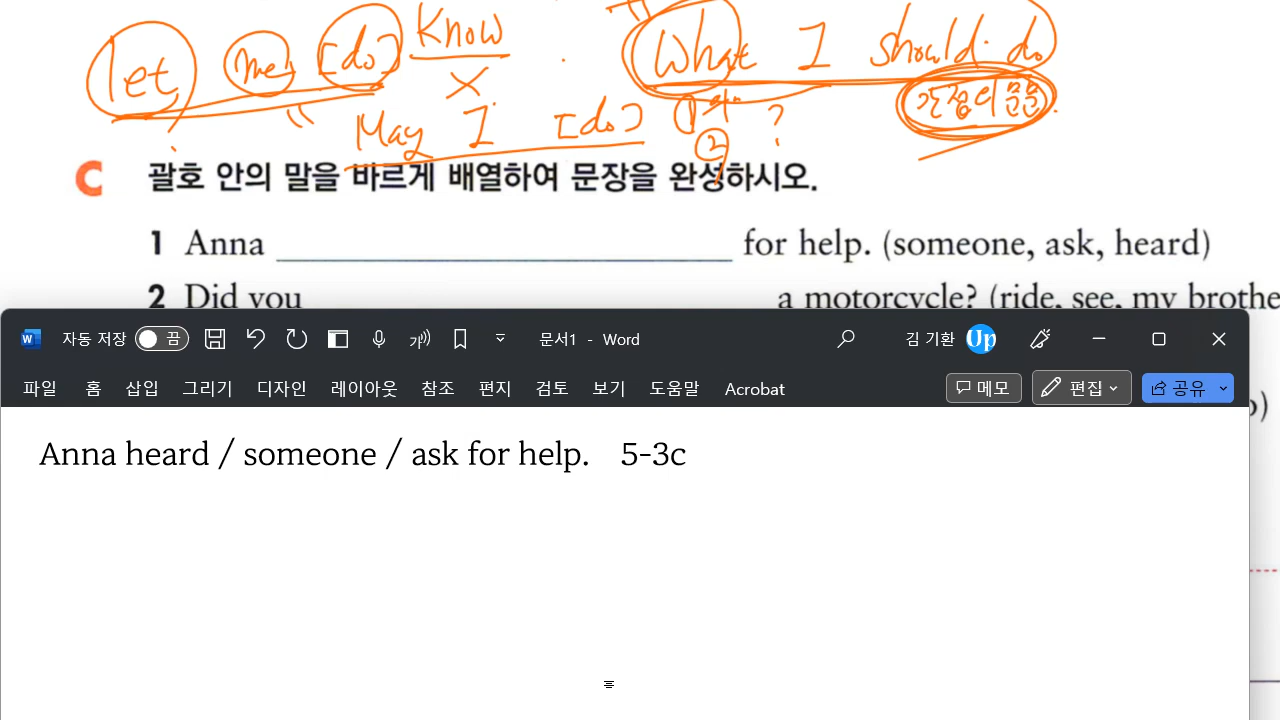 let me [do] Know . What I should do
X 간접의문문
May I [do] ① ② ?
C 괄호 안의 말을 바르게 배열하여 문장을 완성하시오.
1 Anna for help. (someone, ask, heard)
2 Did you a motorcycle? (ride, see, my brothe
자동 저장 끔 가)) 문서1 - Word 김 기환 Up
파일 홈 삽입 그리기 디자인 레이아웃 참조 편지 검토 보기 도움말 Acrobat 메모 편집 공유
)
Anna heard / someone / ask for help. 5-3c